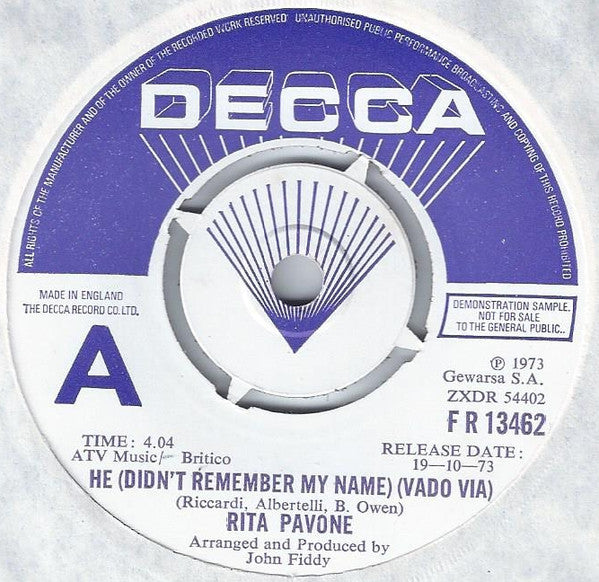 ALL RIGHTS OF THE MANUFACTURER AND OF THE OWNER OF THE RECORDED WORK RESERVED UNAUTHORISED PUBLIC PERFORMANCE BROADCASTING AND COPYING OF THIS RECORD PROHIBITED
DECCA
MADE IN ENGLAND
THE DECCA RECORD CO. LTD.
DEMONSTRATION SAMPLE.
NOT FOR SALE
TO THE GENERAL PUBLIC..
A
℗ 1973
Gewarsa S.A.
ZXDR 54402
F R 13462
TIME: 4.04
ATV Music/ Britico
RELEASE DATE:
19—10—73
HE (DIDN'T REMEMBER MY NAME) (VADO VIA)
(Riccardi, Albertelli, B. Owen)
RITA PAVONE
Arranged and Produced by
John Fiddy